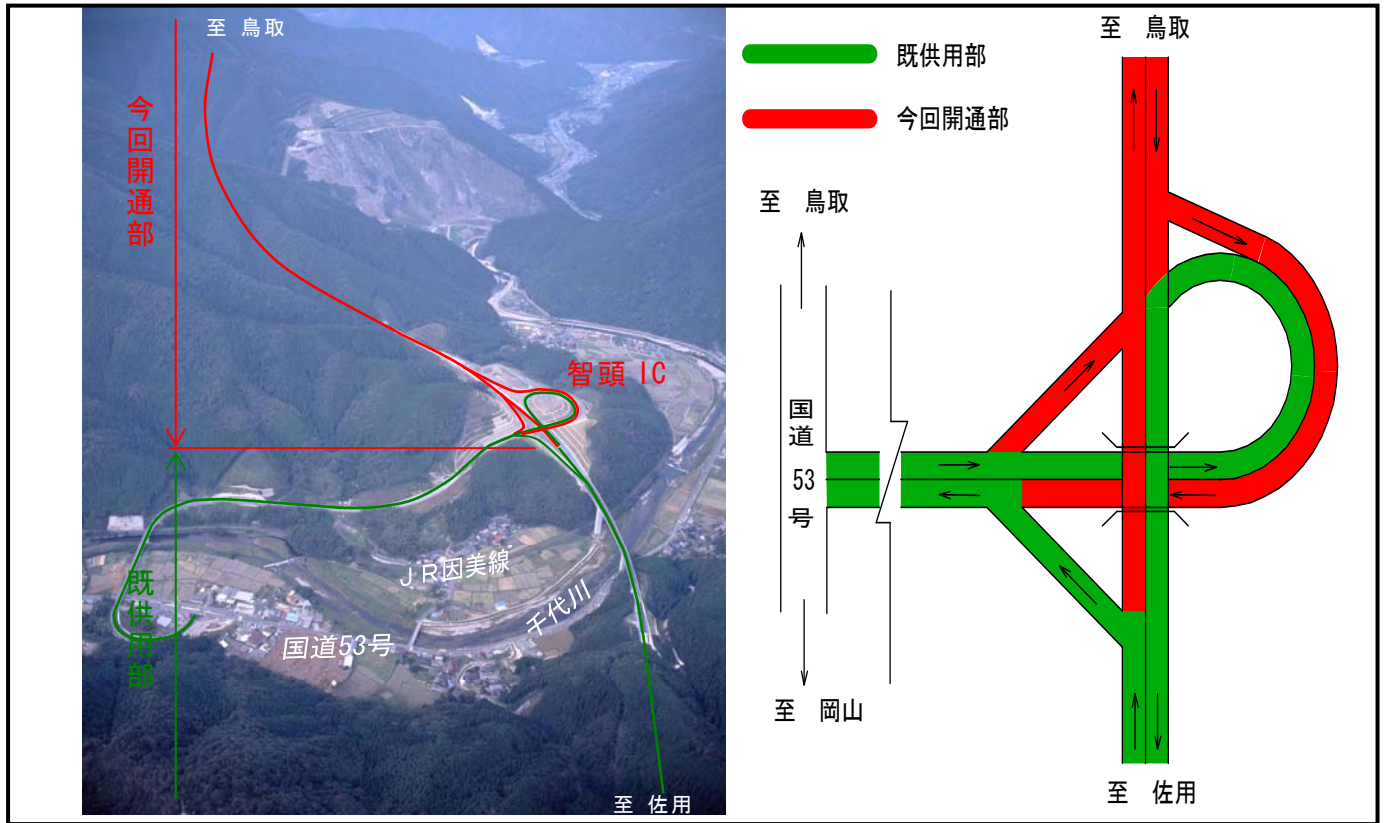 至 鳥取
今回開通部
智頭 IC
既供用部
JR因美線
千代川
国道53号
至 佐用
既供用部
今回開通部
至 鳥取
至 鳥取
国道53号
至 岡山
至 佐用